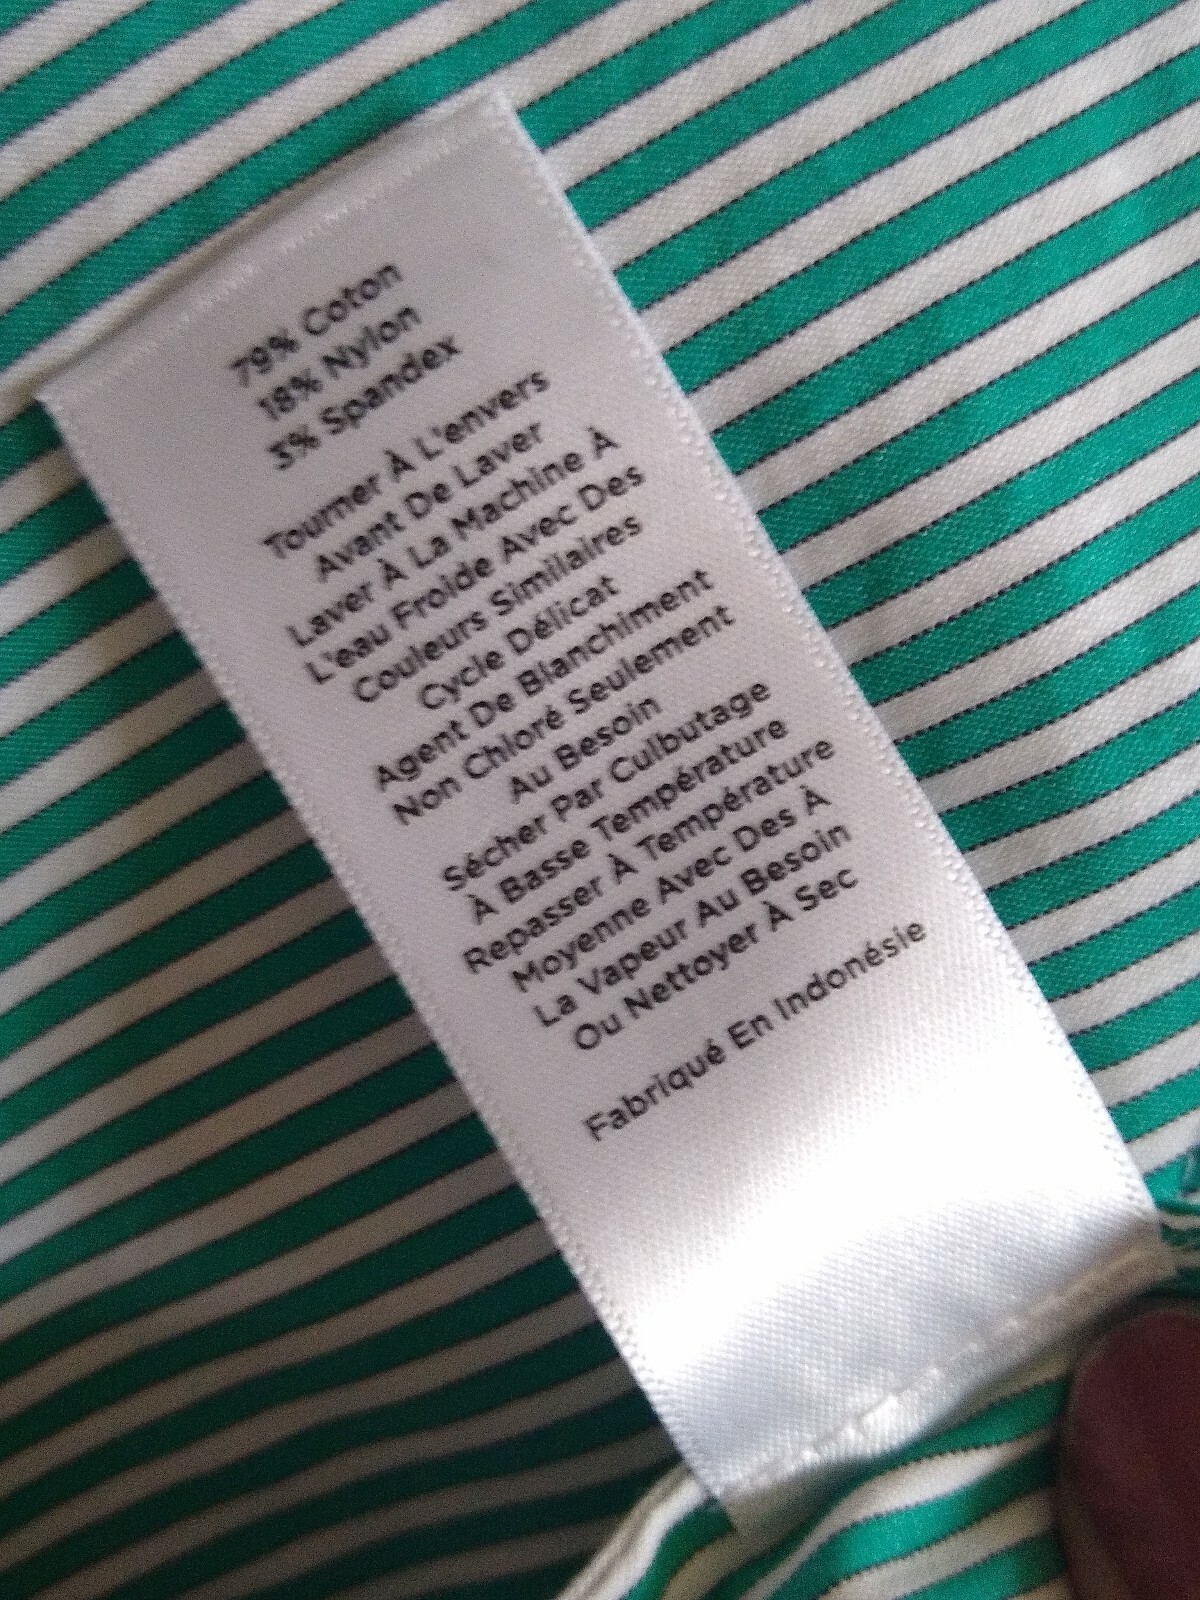 79% Coton
18% Nylon
3% Spandex
Tourner À L'envers
Avant De Laver
Laver À La Machine À
L'eau Froide Avec Des
Couleurs Similaires
Cycle Délicat
Agent De Blanchiment
Non Chloré Seulement
Au Besoin
Sécher Par Culbutage
À Basse Température
Repasser À Température
Moyenne Avec Des À
La Vapeur Au Besoin
Ou Nettoyer À Sec
Fabriqué En Indonésie